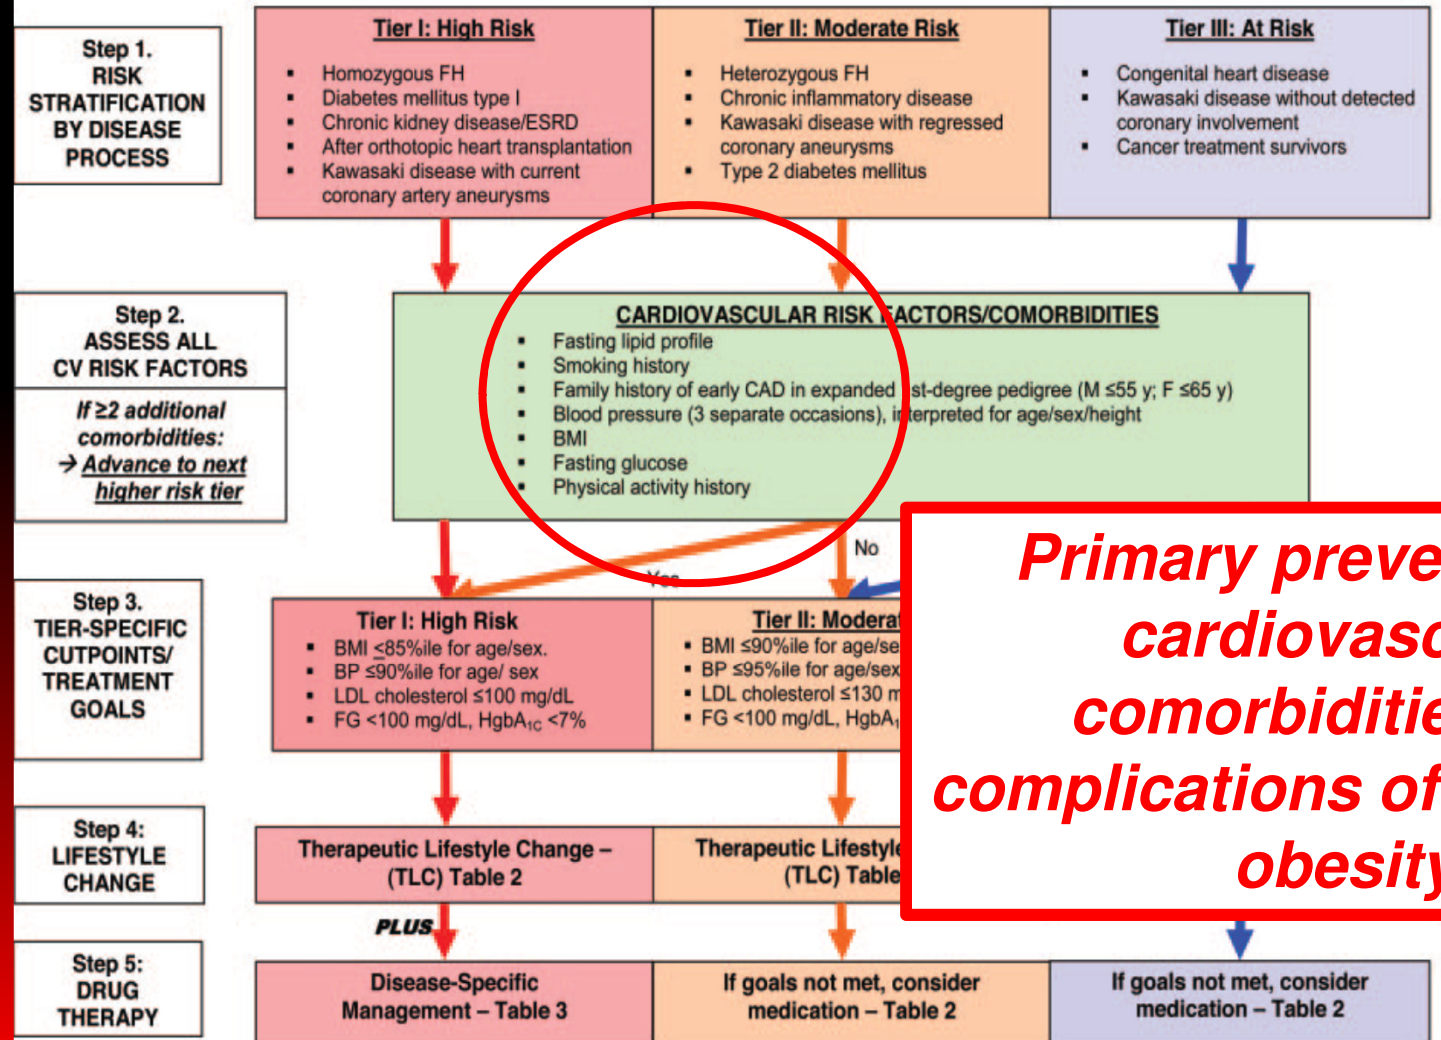 Step 1.
RISK
STRATIFICATION
BY DISEASE
PROCESS
Tier I: High Risk
▪ Homozygous FH
▪ Diabetes mellitus type I
▪ Chronic kidney disease/ESRD
▪ After orthotopic heart transplantation
▪ Kawasaki disease with current
coronary artery aneurysms
Tier II: Moderate Risk
▪ Heterozygous FH
▪ Chronic inflammatory disease
▪ Kawasaki disease with regressed
coronary aneurysms
▪ Type 2 diabetes mellitus
Tier III: At Risk
▪ Congenital heart disease
▪ Kawasaki disease without detected
coronary involvement
▪ Cancer treatment survivors
Step 2.
ASSESS ALL
CV RISK FACTORS
If ≥2 additional
comorbidities:
→ Advance to next
higher risk tier
CARDIOVASCULAR RISK FACTORS/COMORBIDITIES
▪ Fasting lipid profile
▪ Smoking history
▪ Family history of early CAD in expanded st-degree pedigree (M ≤55 y; F ≤65 y)
▪ Blood pressure (3 separate occasions), interpreted for age/sex/height
▪ BMI
▪ Fasting glucose
▪ Physical activity history
Yes
No
Step 3.
TIER-SPECIFIC
CUTPOINTS/
TREATMENT
GOALS
Tier I: High Risk
▪ BMI ≤85%ile for age/sex.
▪ BP ≤90%ile for age/ sex
▪ LDL cholesterol ≤100 mg/dL
▪ FG <100 mg/dL, HgbA1C <7%
Tier II: Moderat
▪ BMI ≤90%ile for age/se
▪ BP ≤95%ile for age/sex
▪ LDL cholesterol ≤130 m
▪ FG <100 mg/dL, HgbA1
Primary preve
cardiovasc
comorbiditie
complications of
obesity
Step 4:
LIFESTYLE
CHANGE
Therapeutic Lifestyle Change –
(TLC) Table 2
Therapeutic Lifestyle
(TLC) Table
PLUS
Step 5:
DRUG
THERAPY
Disease-Specific
Management – Table 3
If goals not met, consider
medication – Table 2
If goals not met, consider
medication – Table 2